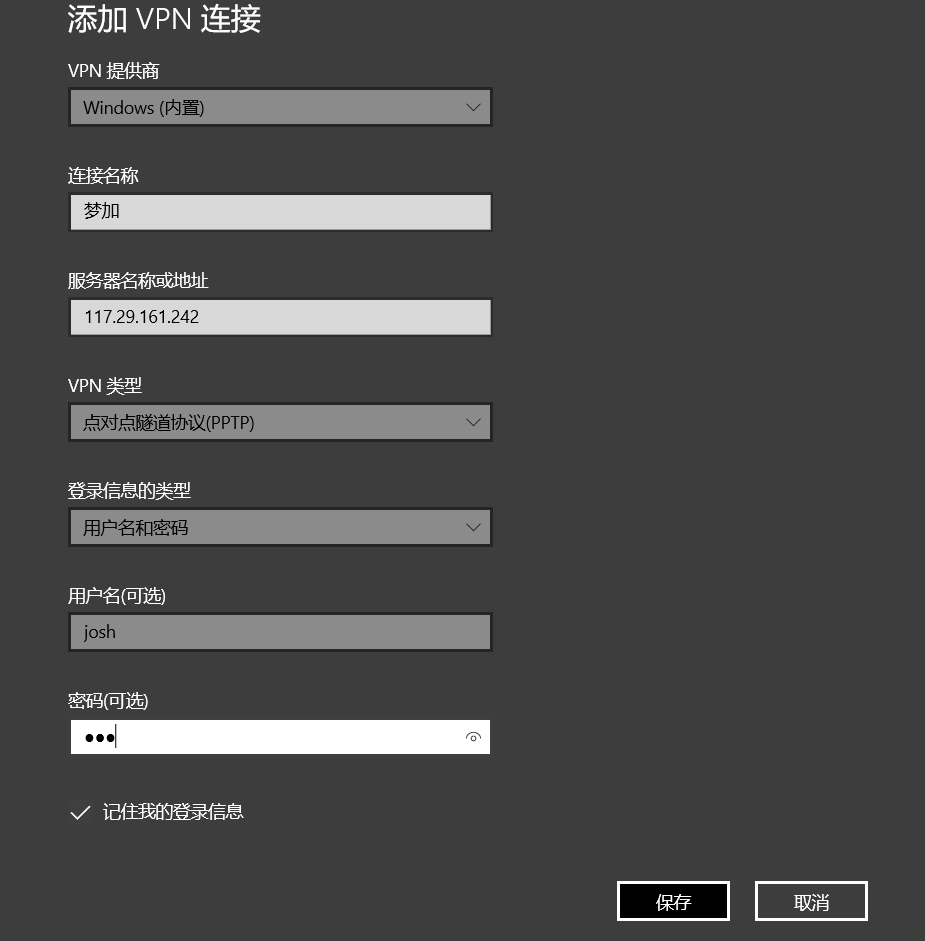 添加 VPN 连接
VPN 提供商
Windows (内置)
连接名称
梦加
服务器名称或地址
117.29.161.242
VPN 类型
点对点隧道协议(PPTP)
登录信息的类型
用户名和密码
用户名(可选)
josh
密码(可选)
●●●
记住我的登录信息
保存
取消